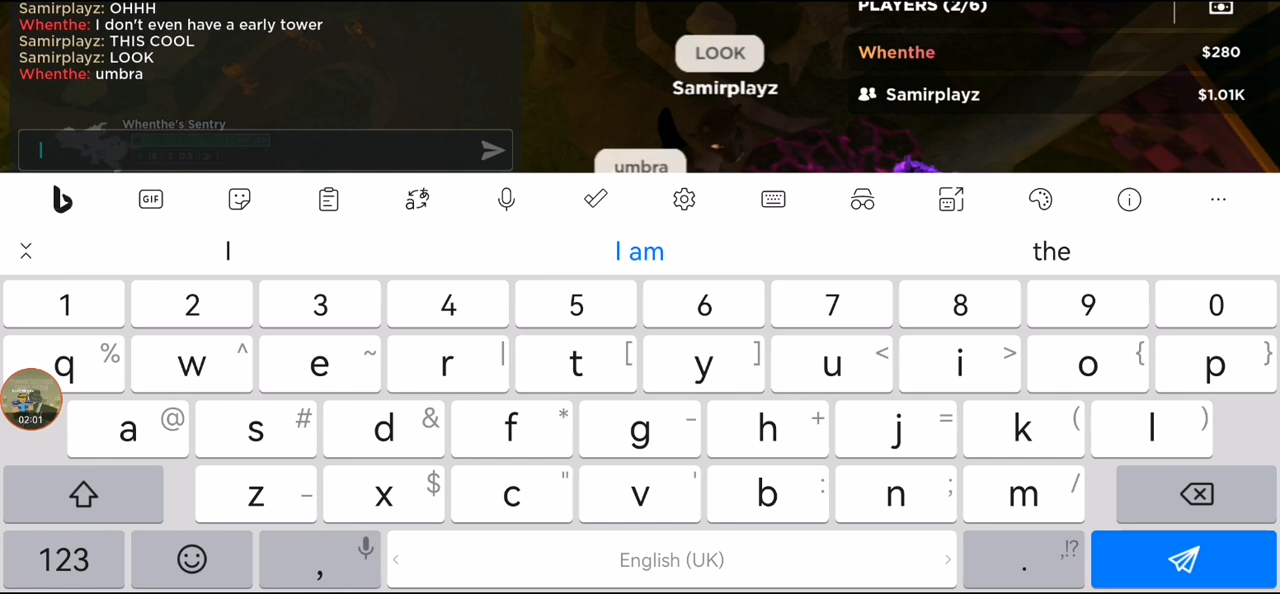 Samirplayz: OHHH
Whenthe: I don't even have a early tower
Samirplayz: THIS COOL
Samirplayz: LOOK
Whenthe: umbra
Whenthe's Sentry
LOOK
Samirplayz
umbra
PLAYERS (2/6)
Whenthe $280
Samirplayz $1.01K
GIF
I I am the
1 2 3 4 5 6 7 8 9 0
q % w ^ e ~ r | t [ y ] u < i > o { p }
02:01
a @ s # d & f * g - h + j = k ( l )
z _ x $ c " v ' b : n ; m /
123 , English (UK) . ,!?